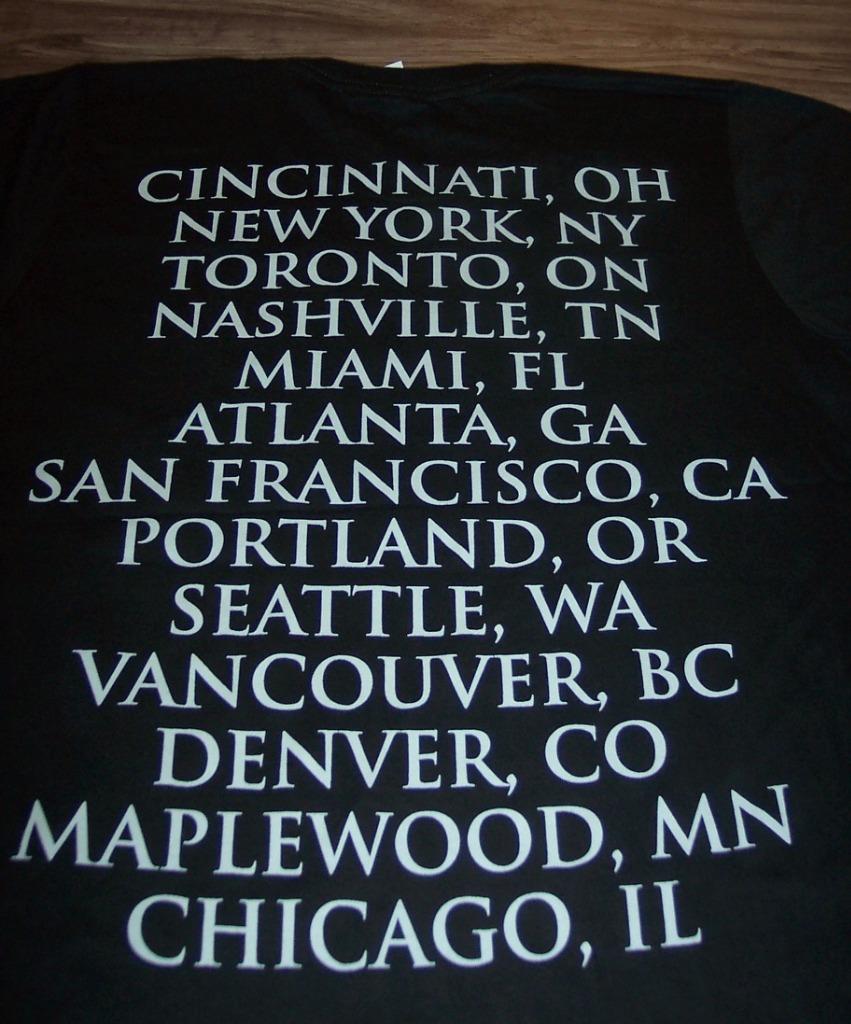 CINCINNATI, OH
NEW YORK, NY
TORONTO, ON
NASHVILLE, TN
MIAMI, FL
ATLANTA, GA
SAN FRANCISCO, CA
PORTLAND, OR
SEATTLE, WA
VANCOUVER, BC
DENVER, CO
MAPLEWOOD, MN
CHICAGO, IL